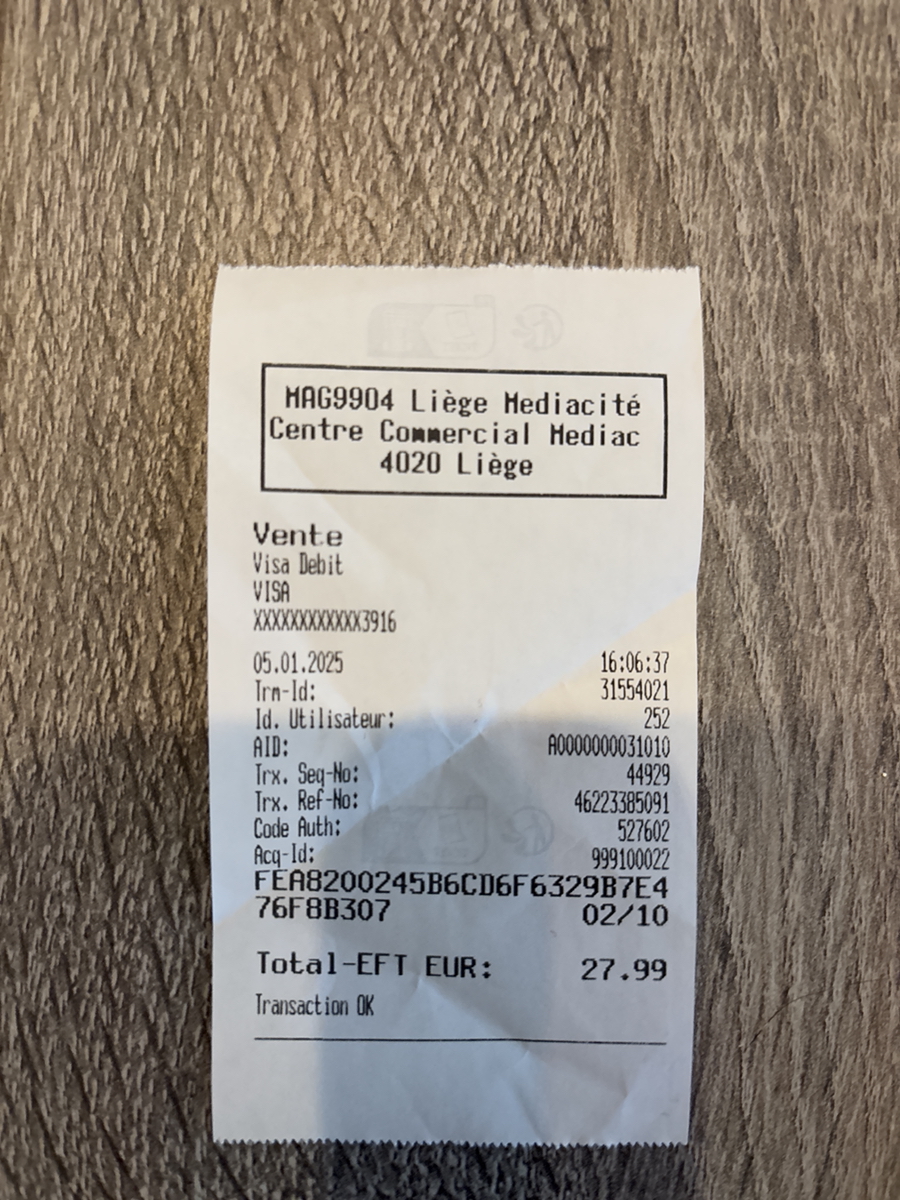 MAG9904 Liège Mediacité
Centre Commercial Mediac
4020 Liège
Vente
Visa Debit
VISA
XXXXXXXXXXXX3916
05.01.2025 16:06:37
Trm-Id: 31554021
Id. Utilisateur: 252
AID: A0000000031010
Trx. Seq-No: 44929
Trx. Ref-No: 46223385091
Code Auth: 527602
Acq-Id: 999100022
FEA8200245B6CD6F6329B7E4
76F8B307 02/10
Total-EFT EUR: 27.99
Transaction OK